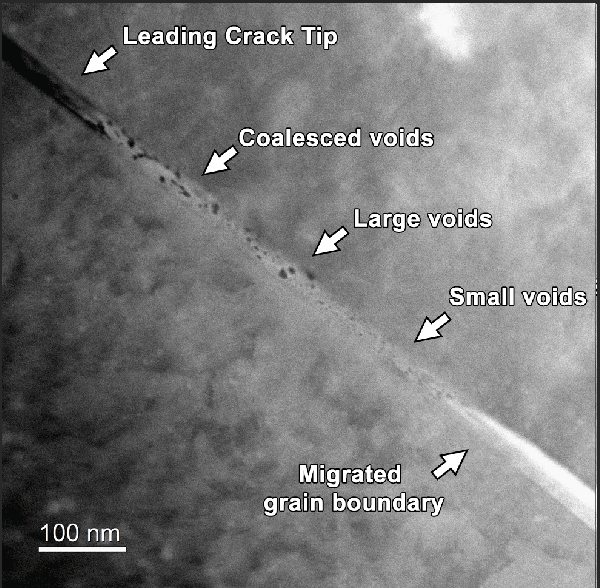 Leading Crack Tip
Coalesced voids
Large voids
Small voids
Migrated
grain boundary
100 nm